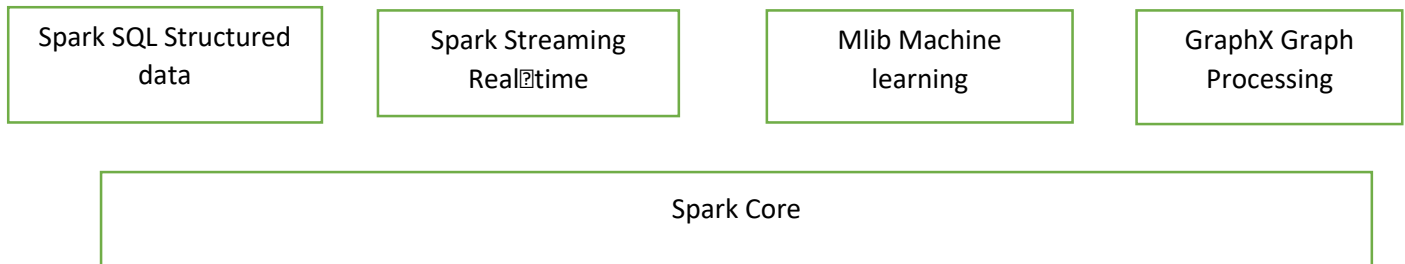 Spark SQL Structured
data
Spark Streaming
Real⍰time
Mlib Machine
learning
GraphX Graph
Processing
Spark Core